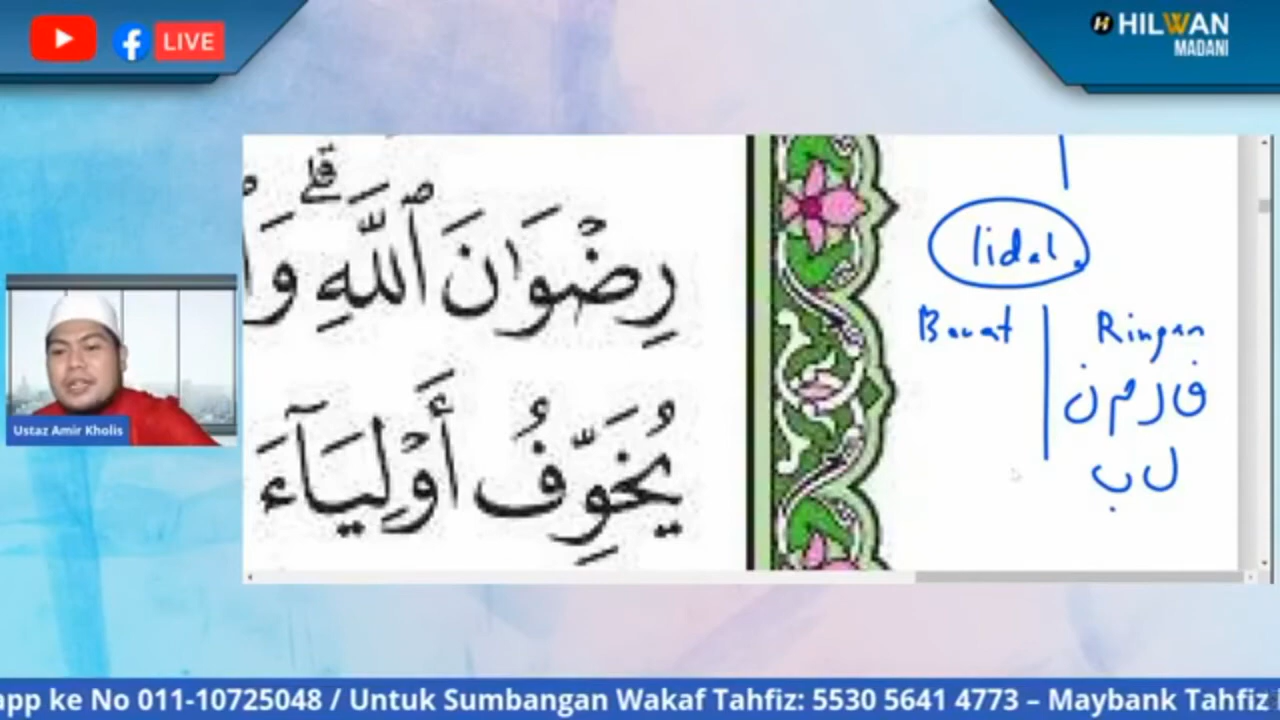 LIVE
HILWAN
MADANI
رِضْوَٰنَ ٱللَّهِ ۗ
يُخَوِّفُ أَوْلِيَآءَ
lidal.
Berat
Ringan
ف ر م ن
ل ب
Ustaz Amir Kholis
app ke No 011-10725048 / Untuk Sumbangan Wakaf Tahfiz: 5530 5641 4773 – Maybank Tahfiz